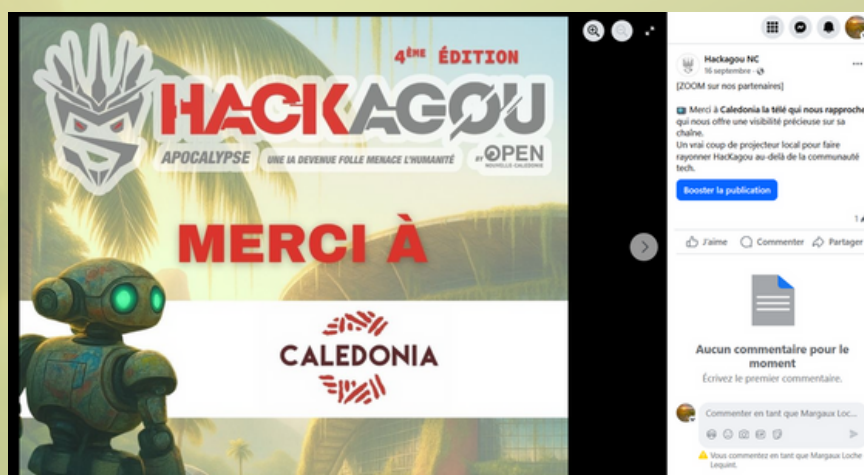 4ÈME ÉDITION
HACKAGOU
APOCALYPSE UNE IA DEVENUE FOLLE MENACE L'HUMANITÉ BY OPEN
NOUVELLE-CALÉDONIE
MERCI À
CALEDONIA
Hackagou NC
16 septembre
[ZOOM sur nos partenaires]
Merci à Caledonia la télé qui nous rapproche
qui nous offre une visibilité précieuse sur sa
chaîne.
Un vrai coup de projecteur local pour faire
rayonner HacKagou au-delà de la communauté
tech.
Booster la publication
1
J'aime Commenter Partager
Aucun commentaire pour le
moment
Écrivez le premier commentaire.
Commenter en tant que Margaux Loc...
Vous commentez en tant que Margaux Loche
Lequint.